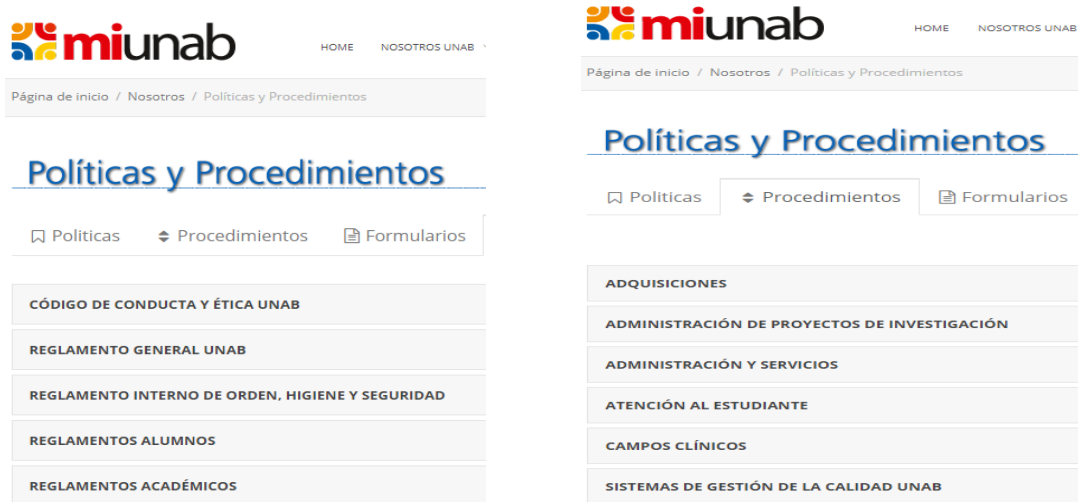 miunab
HOME NOSOTROS UNAB
Página de inicio / Nosotros / Políticas y Procedimientos
Políticas y Procedimientos
Politicas Procedimientos Formularios
CÓDIGO DE CONDUCTA Y ÉTICA UNAB
REGLAMENTO GENERAL UNAB
REGLAMENTO INTERNO DE ORDEN, HIGIENE Y SEGURIDAD
REGLAMENTOS ALUMNOS
REGLAMENTOS ACADÉMICOS
miunab
HOME NOSOTROS UNAB
Página de inicio / Nosotros / Políticas y Procedimientos
Políticas y Procedimientos
Politicas Procedimientos Formularios
ADQUISICIONES
ADMINISTRACIÓN DE PROYECTOS DE INVESTIGACIÓN
ADMINISTRACIÓN Y SERVICIOS
ATENCIÓN AL ESTUDIANTE
CAMPOS CLÍNICOS
SISTEMAS DE GESTIÓN DE LA CALIDAD UNAB